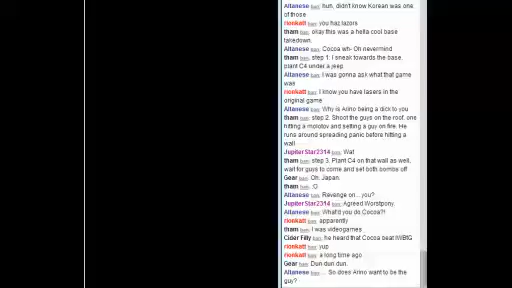 Altanese: huh, didn't know Korean was one
of those
rionkatt: you haz lazors
tham: okay this was a hella cool base
takedown.
Altanese: Cocoa wh- Oh nevermind
tham: step 1: I sneak towards the base,
plant C4 under a jeep
Altanese: I was gonna ask what that game
was
rionkatt: I know you have lasers in the
original game
Altanese: Why is Arino being a dick to you
tham: step 2. Shoot the guys on the roof, one
hitting a molotov and setting a guy on fire. He
runs around spreading panic before hitting a
wall
JupiterStar2314: Wat
tham: step 3. Plant C4 on that wall as well,
wait for guys to come and set both bombs off
Gear: Oh. Japan.
tham: :O
Altanese: Revenge on... you?
JupiterStar2314: Agreed Worstpony.
Altanese: What'd you do Cocoa?!
rionkatt: apparently
tham: I was videogames
Cider Filly: he heard that Cocoa beat IWBTG
rionkatt: yup
rionkatt: a long time ago
Gear: Dun dun dun.
Altanese: ... So does Arino want to be the
guy?